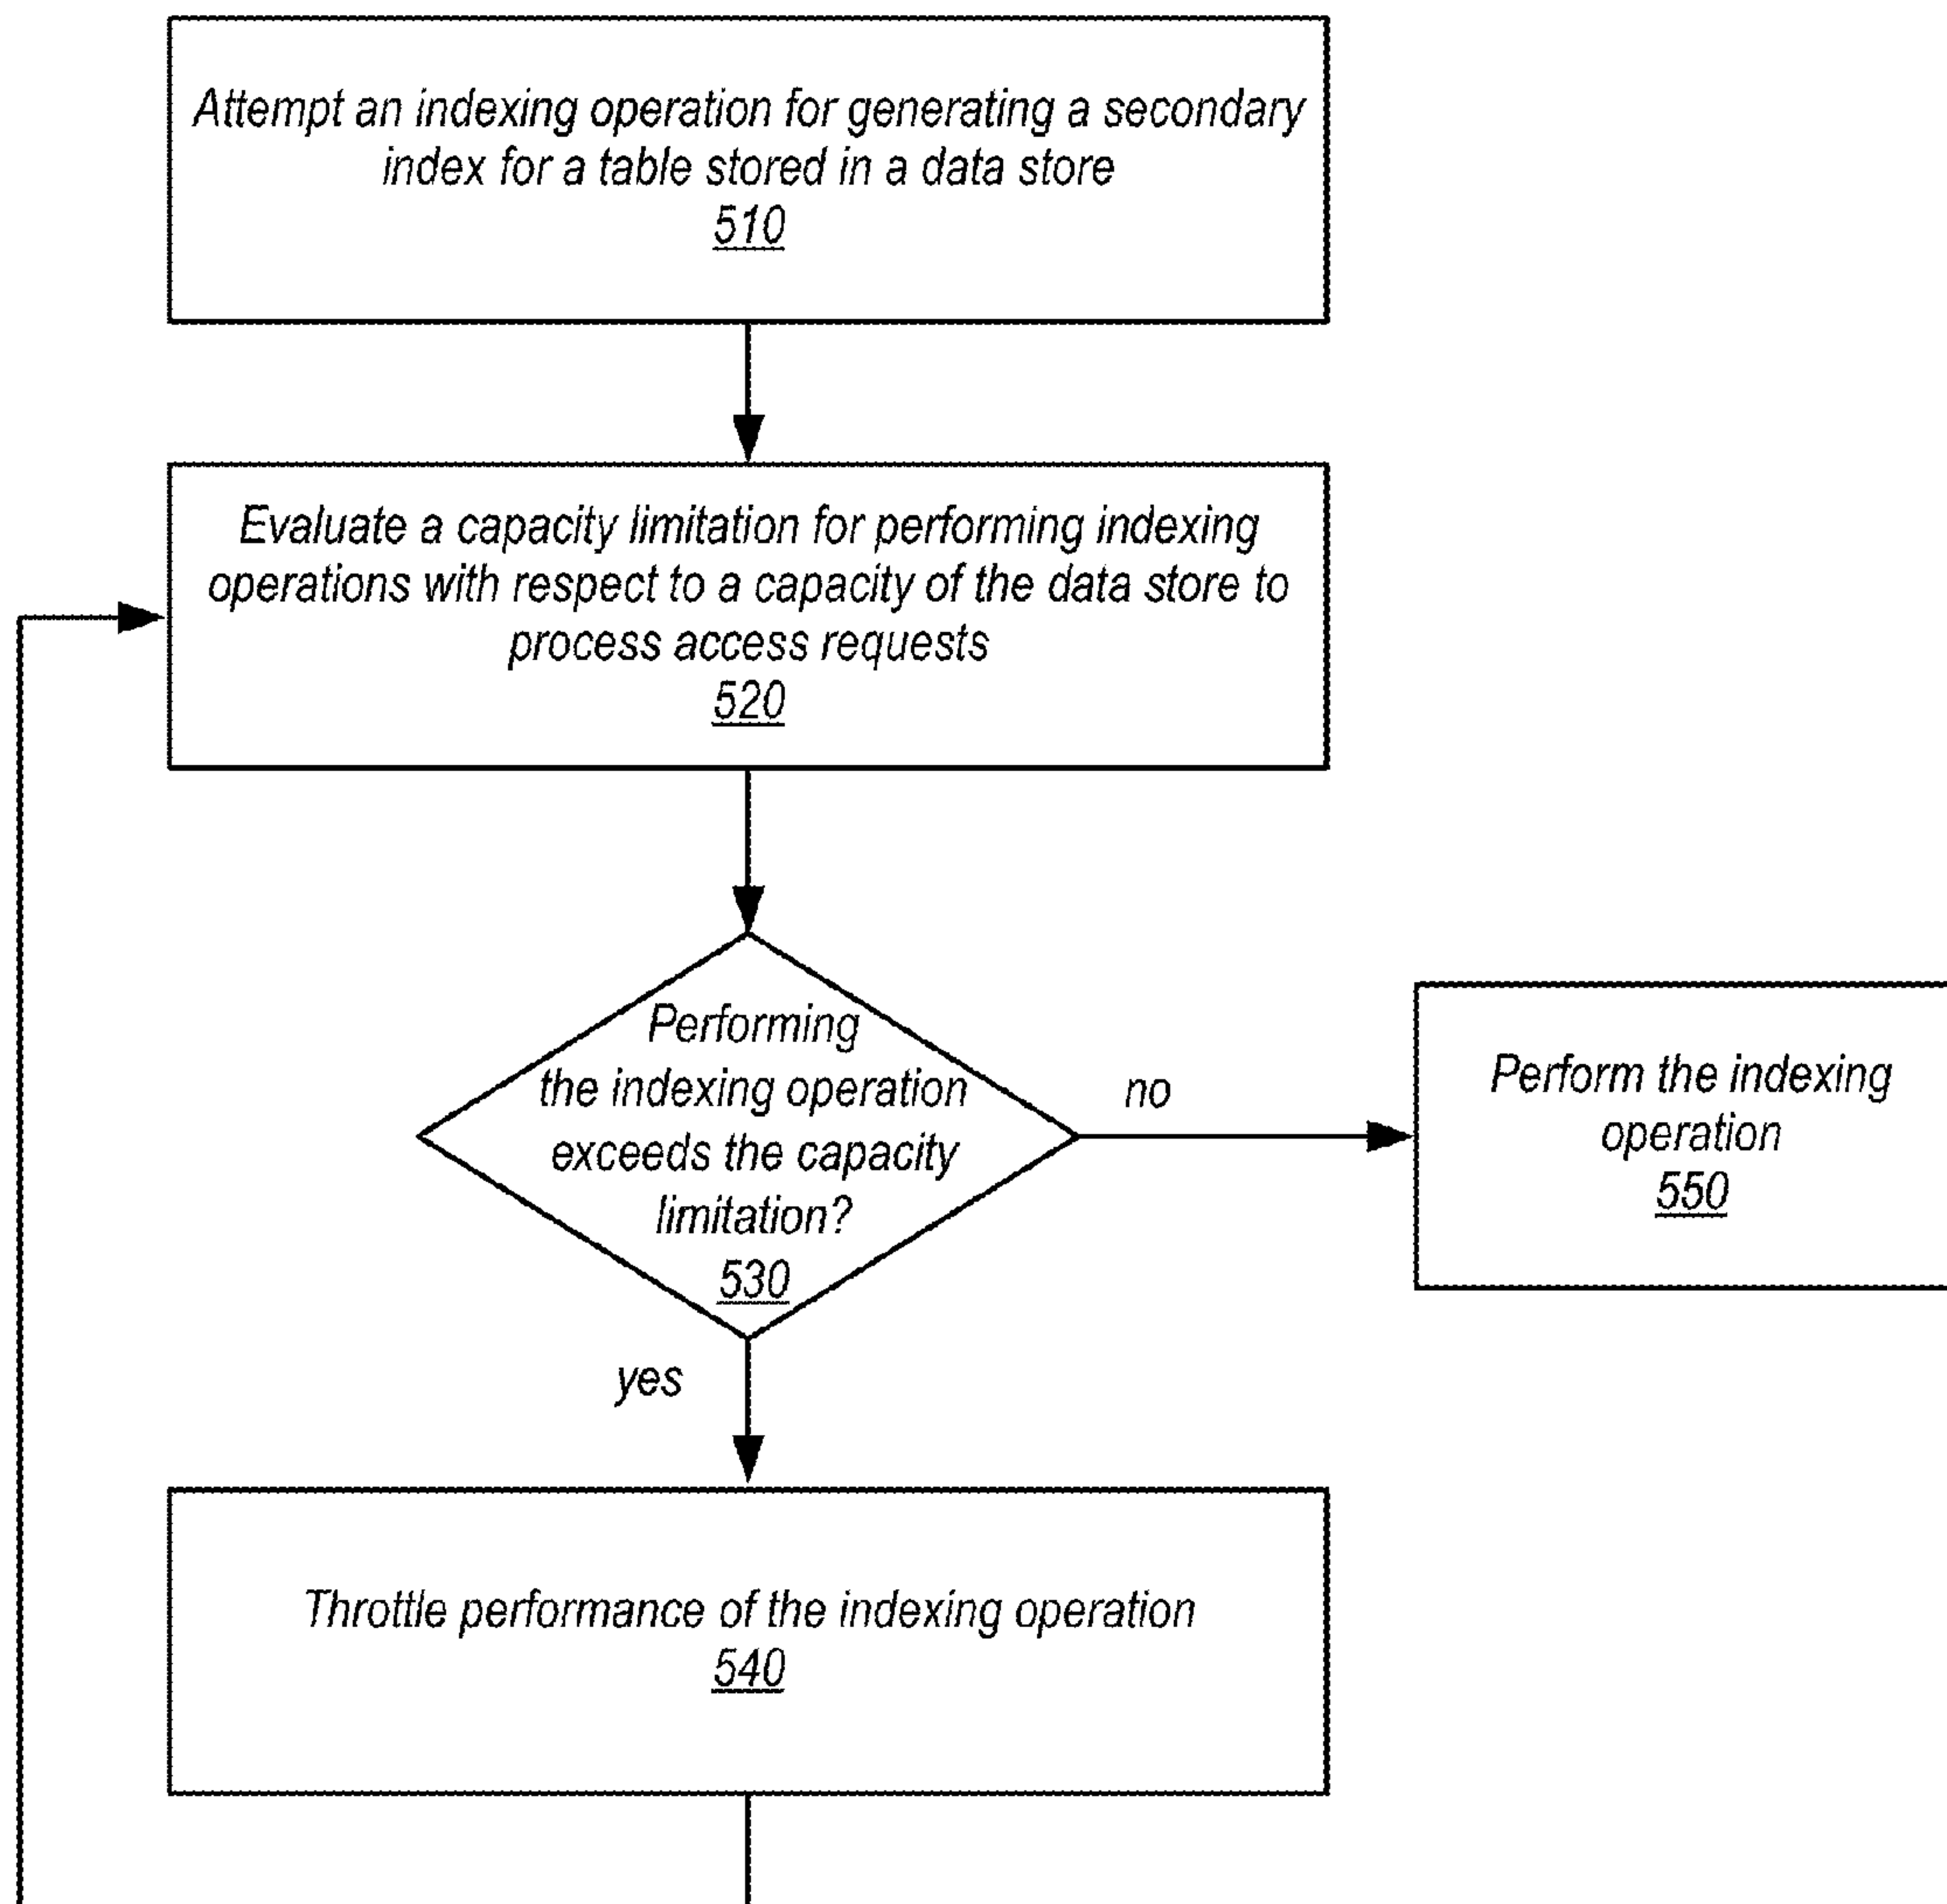 Attempt an indexing operation for generating a secondary
index for a table stored in a data store
510
Evaluate a capacity limitation for performing indexing
operations with respect to a capacity of the data store to
process access requests
520
Performing
the indexing operation
exceeds the capacity
limitation?
530
no
Perform the indexing
operation
550
yes
Throttle performance of the indexing operation
540